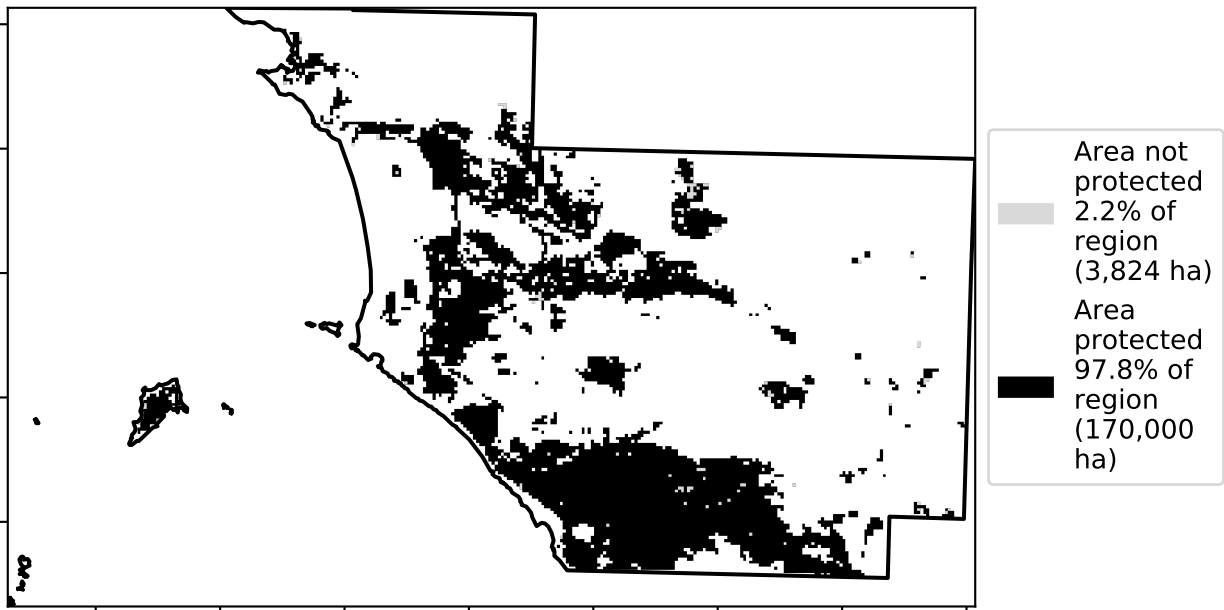 Area not
protected
2.2% of
region
(3,824 ha)
Area
protected
97.8% of
region
(170,000
ha)